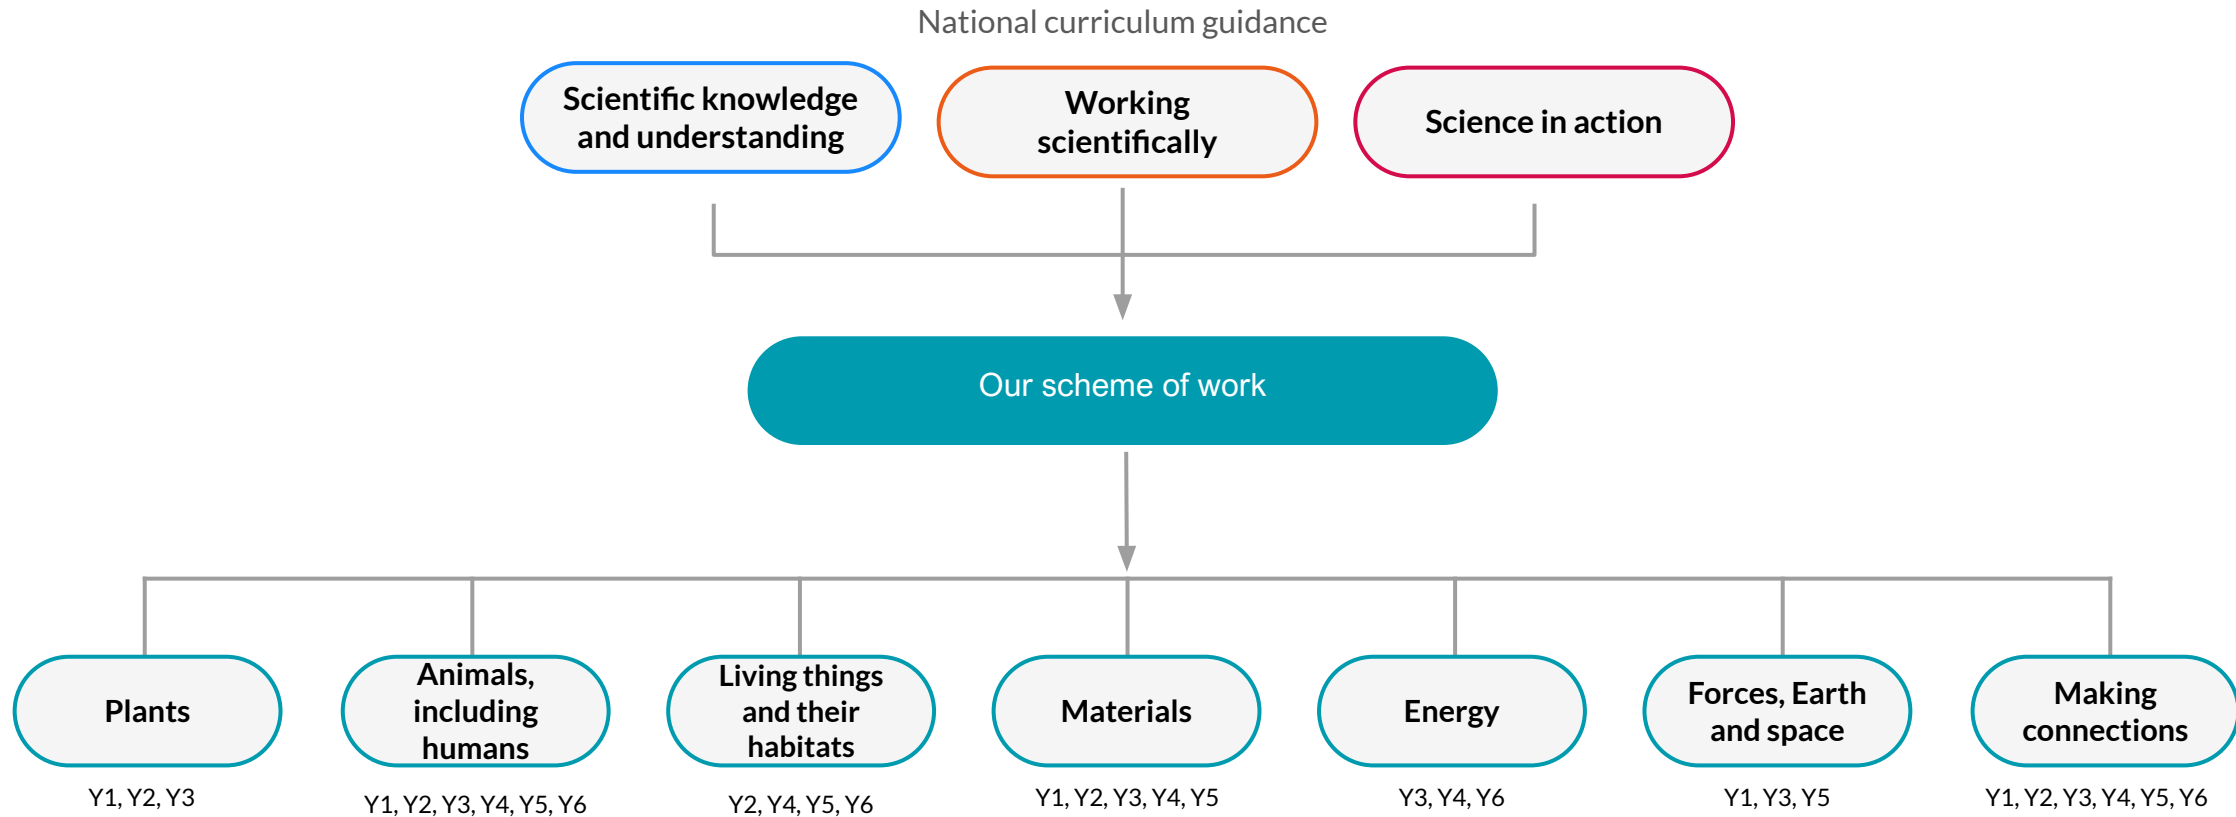 National curriculum guidance
Scientific knowledge
and understanding
Working
scientifically
Science in action
Our scheme of work
Plants
Y1, Y2, Y3
Animals,
including
humans
Y1, Y2, Y3, Y4, Y5, Y6
Living things
and their
habitats
Y2, Y4, Y5, Y6
Materials
Y1, Y2, Y3, Y4, Y5
Energy
Y3, Y4, Y6
Forces, Earth
and space
Y1, Y3, Y5
Making
connections
Y1, Y2, Y3, Y4, Y5, Y6